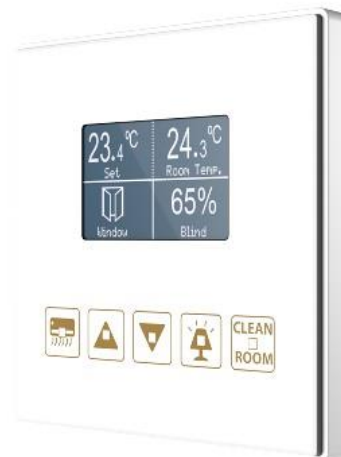 23.4°C 24.3°C
Set Room Temp.
65%
Window Blind
CLEAN
ROOM